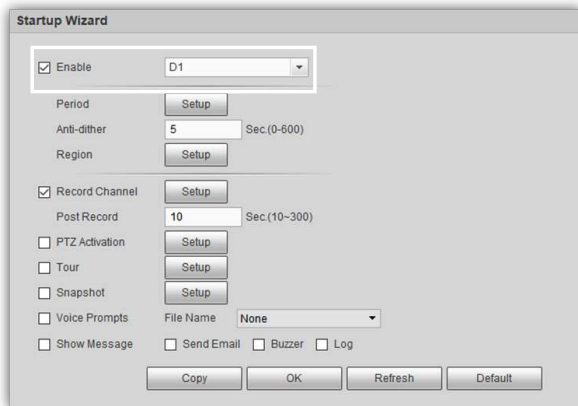 Startup Wizard
Enable D1
Period Setup
Anti-dither 5 Sec.(0-600)
Region Setup
Record Channel Setup
Post Record 10 Sec.(10~300)
PTZ Activation Setup
Tour Setup
Snapshot Setup
Voice Prompts File Name None
Show Message Send Email Buzzer Log
Copy OK Refresh Default